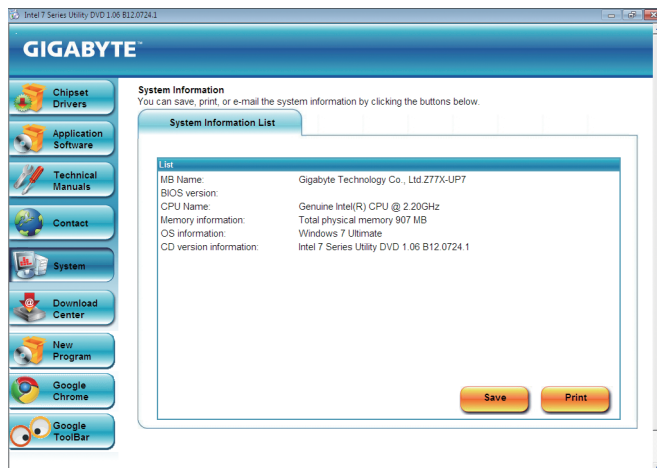 Intel 7 Series Utility DVD 1.06 B12.0724.1
GIGABYTE™
Chipset
Drivers
Application
Software
Technical
Manuals
Contact
System
Download
Center
New
Program
Google
Chrome
Google
ToolBar
System Information
You can save, print, or e-mail the system information by clicking the buttons below.
System Information List
List
MB Name: Gigabyte Technology Co., Ltd.Z77X-UP7
BIOS version:
CPU Name: Genuine Intel(R) CPU @ 2.20GHz
Memory information: Total physical memory 907 MB
OS information: Windows 7 Ultimate
CD version information: Intel 7 Series Utility DVD 1.06 B12.0724.1
Save Print